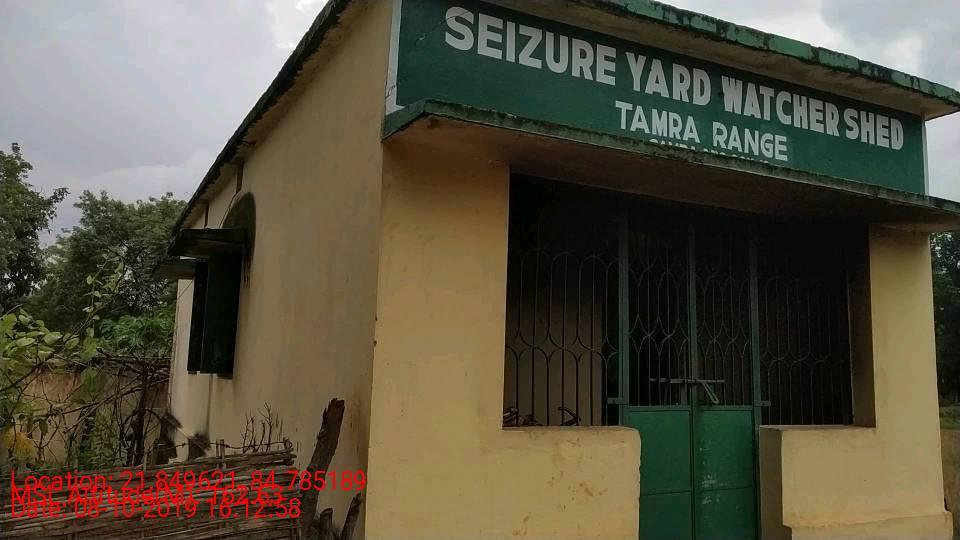 SEIZURE YARD WATCHER SHED
TAMRA RANGE
Location: 21.849621, 84.785189
Date: 08-10-2019 16:12:58